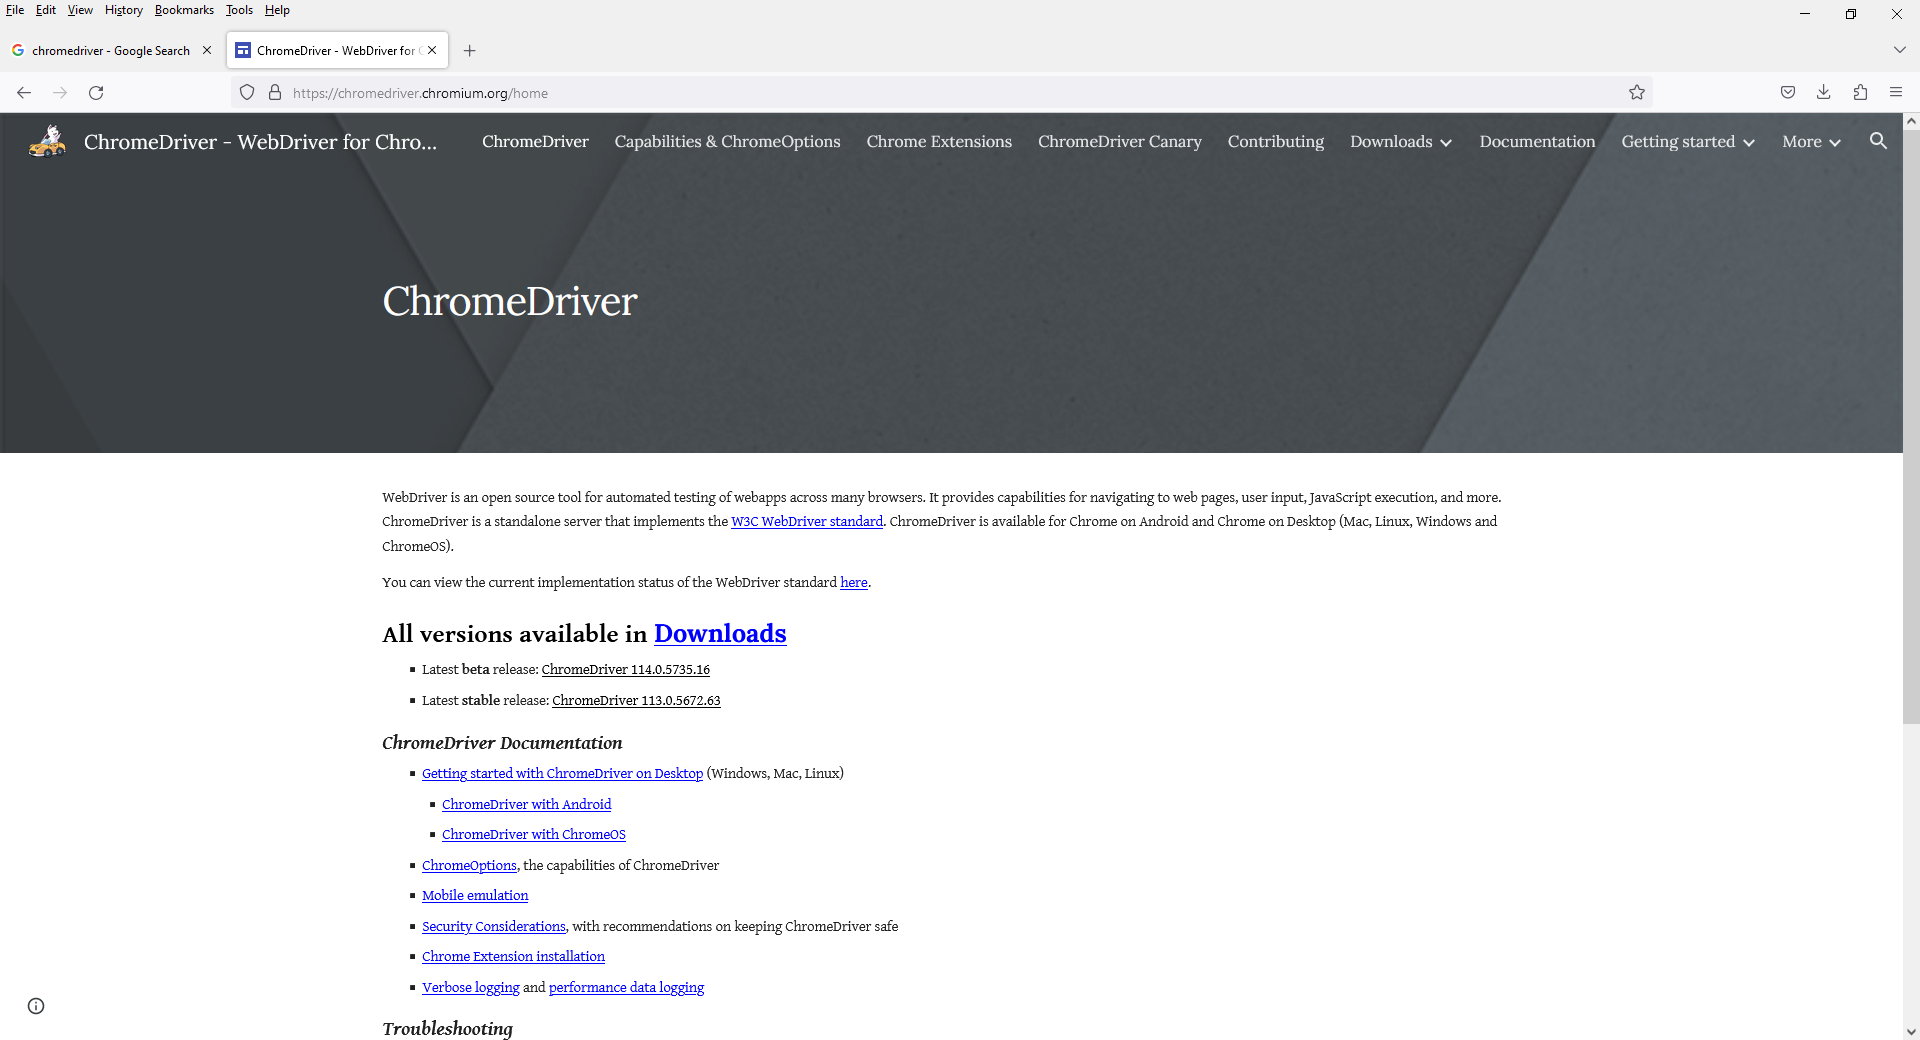 File Edit View History Bookmarks Tools Help
chromedriver - Google Search
ChromeDriver - WebDriver for
https://chromedriver.chromium.org/home
ChromeDriver - WebDriver for Chro...
ChromeDriver Capabilities & ChromeOptions Chrome Extensions ChromeDriver Canary Contributing Downloads Documentation Getting started More
ChromeDriver
WebDriver is an open source tool for automated testing of webapps across many browsers. It provides capabilities for navigating to web pages, user input, JavaScript execution, and more.
ChromeDriver is a standalone server that implements the W3C WebDriver standard. ChromeDriver is available for Chrome on Android and Chrome on Desktop (Mac, Linux, Windows and
ChromeOS).
You can view the current implementation status of the WebDriver standard here.
All versions available in Downloads
Latest beta release: ChromeDriver 114.0.5735.16
Latest stable release: ChromeDriver 113.0.5672.63
ChromeDriver Documentation
Getting started with ChromeDriver on Desktop (Windows, Mac, Linux)
ChromeDriver with Android
ChromeDriver with ChromeOS
ChromeOptions, the capabilities of ChromeDriver
Mobile emulation
Security Considerations, with recommendations on keeping ChromeDriver safe
Chrome Extension installation
Verbose logging and performance data logging
Troubleshooting